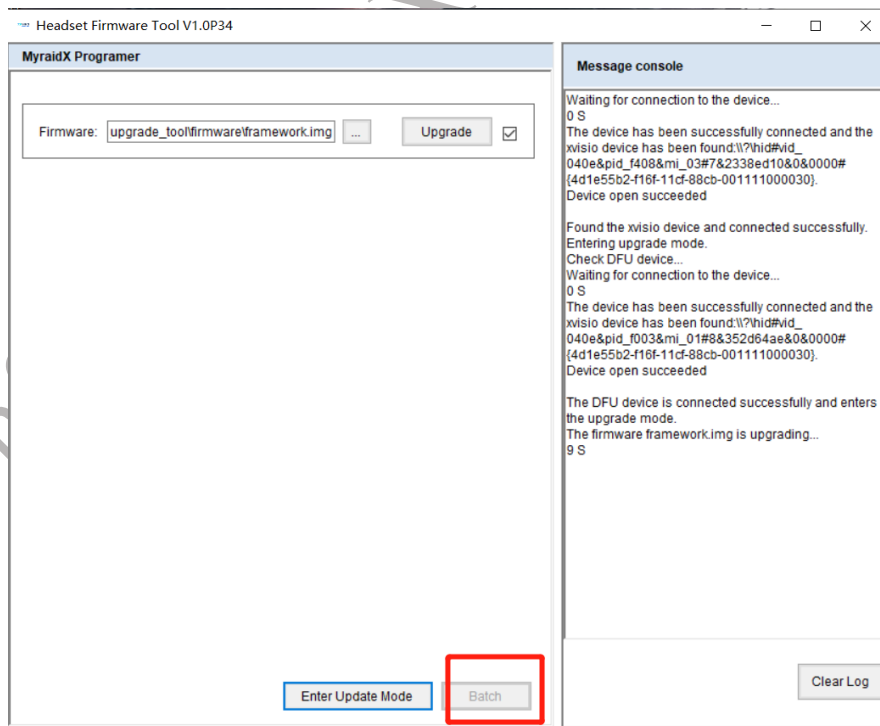 Headset Firmware Tool V1.0P34
MyraidX Programer
Firmware: upgrade_tool\firmware\framework.img ... Upgrade
Enter Update Mode Batch
Message console
Waiting for connection to the device...
0 S
The device has been successfully connected and the
xvisio device has been found:\\?\hid#vid_
040e&pid_f408&mi_03#7&2338ed10&0&0000#
{4d1e55b2-f16f-11cf-88cb-001111000030}.
Device open succeeded
Found the xvisio device and connected successfully.
Entering upgrade mode.
Check DFU device...
Waiting for connection to the device...
0 S
The device has been successfully connected and the
xvisio device has been found:\\?\hid#vid_
040e&pid_f003&mi_01#8&352d64ae&0&0000#
{4d1e55b2-f16f-11cf-88cb-001111000030}.
Device open succeeded
The DFU device is connected successfully and enters
the upgrade mode.
The firmware framework.img is upgrading...
9 S
Clear Log